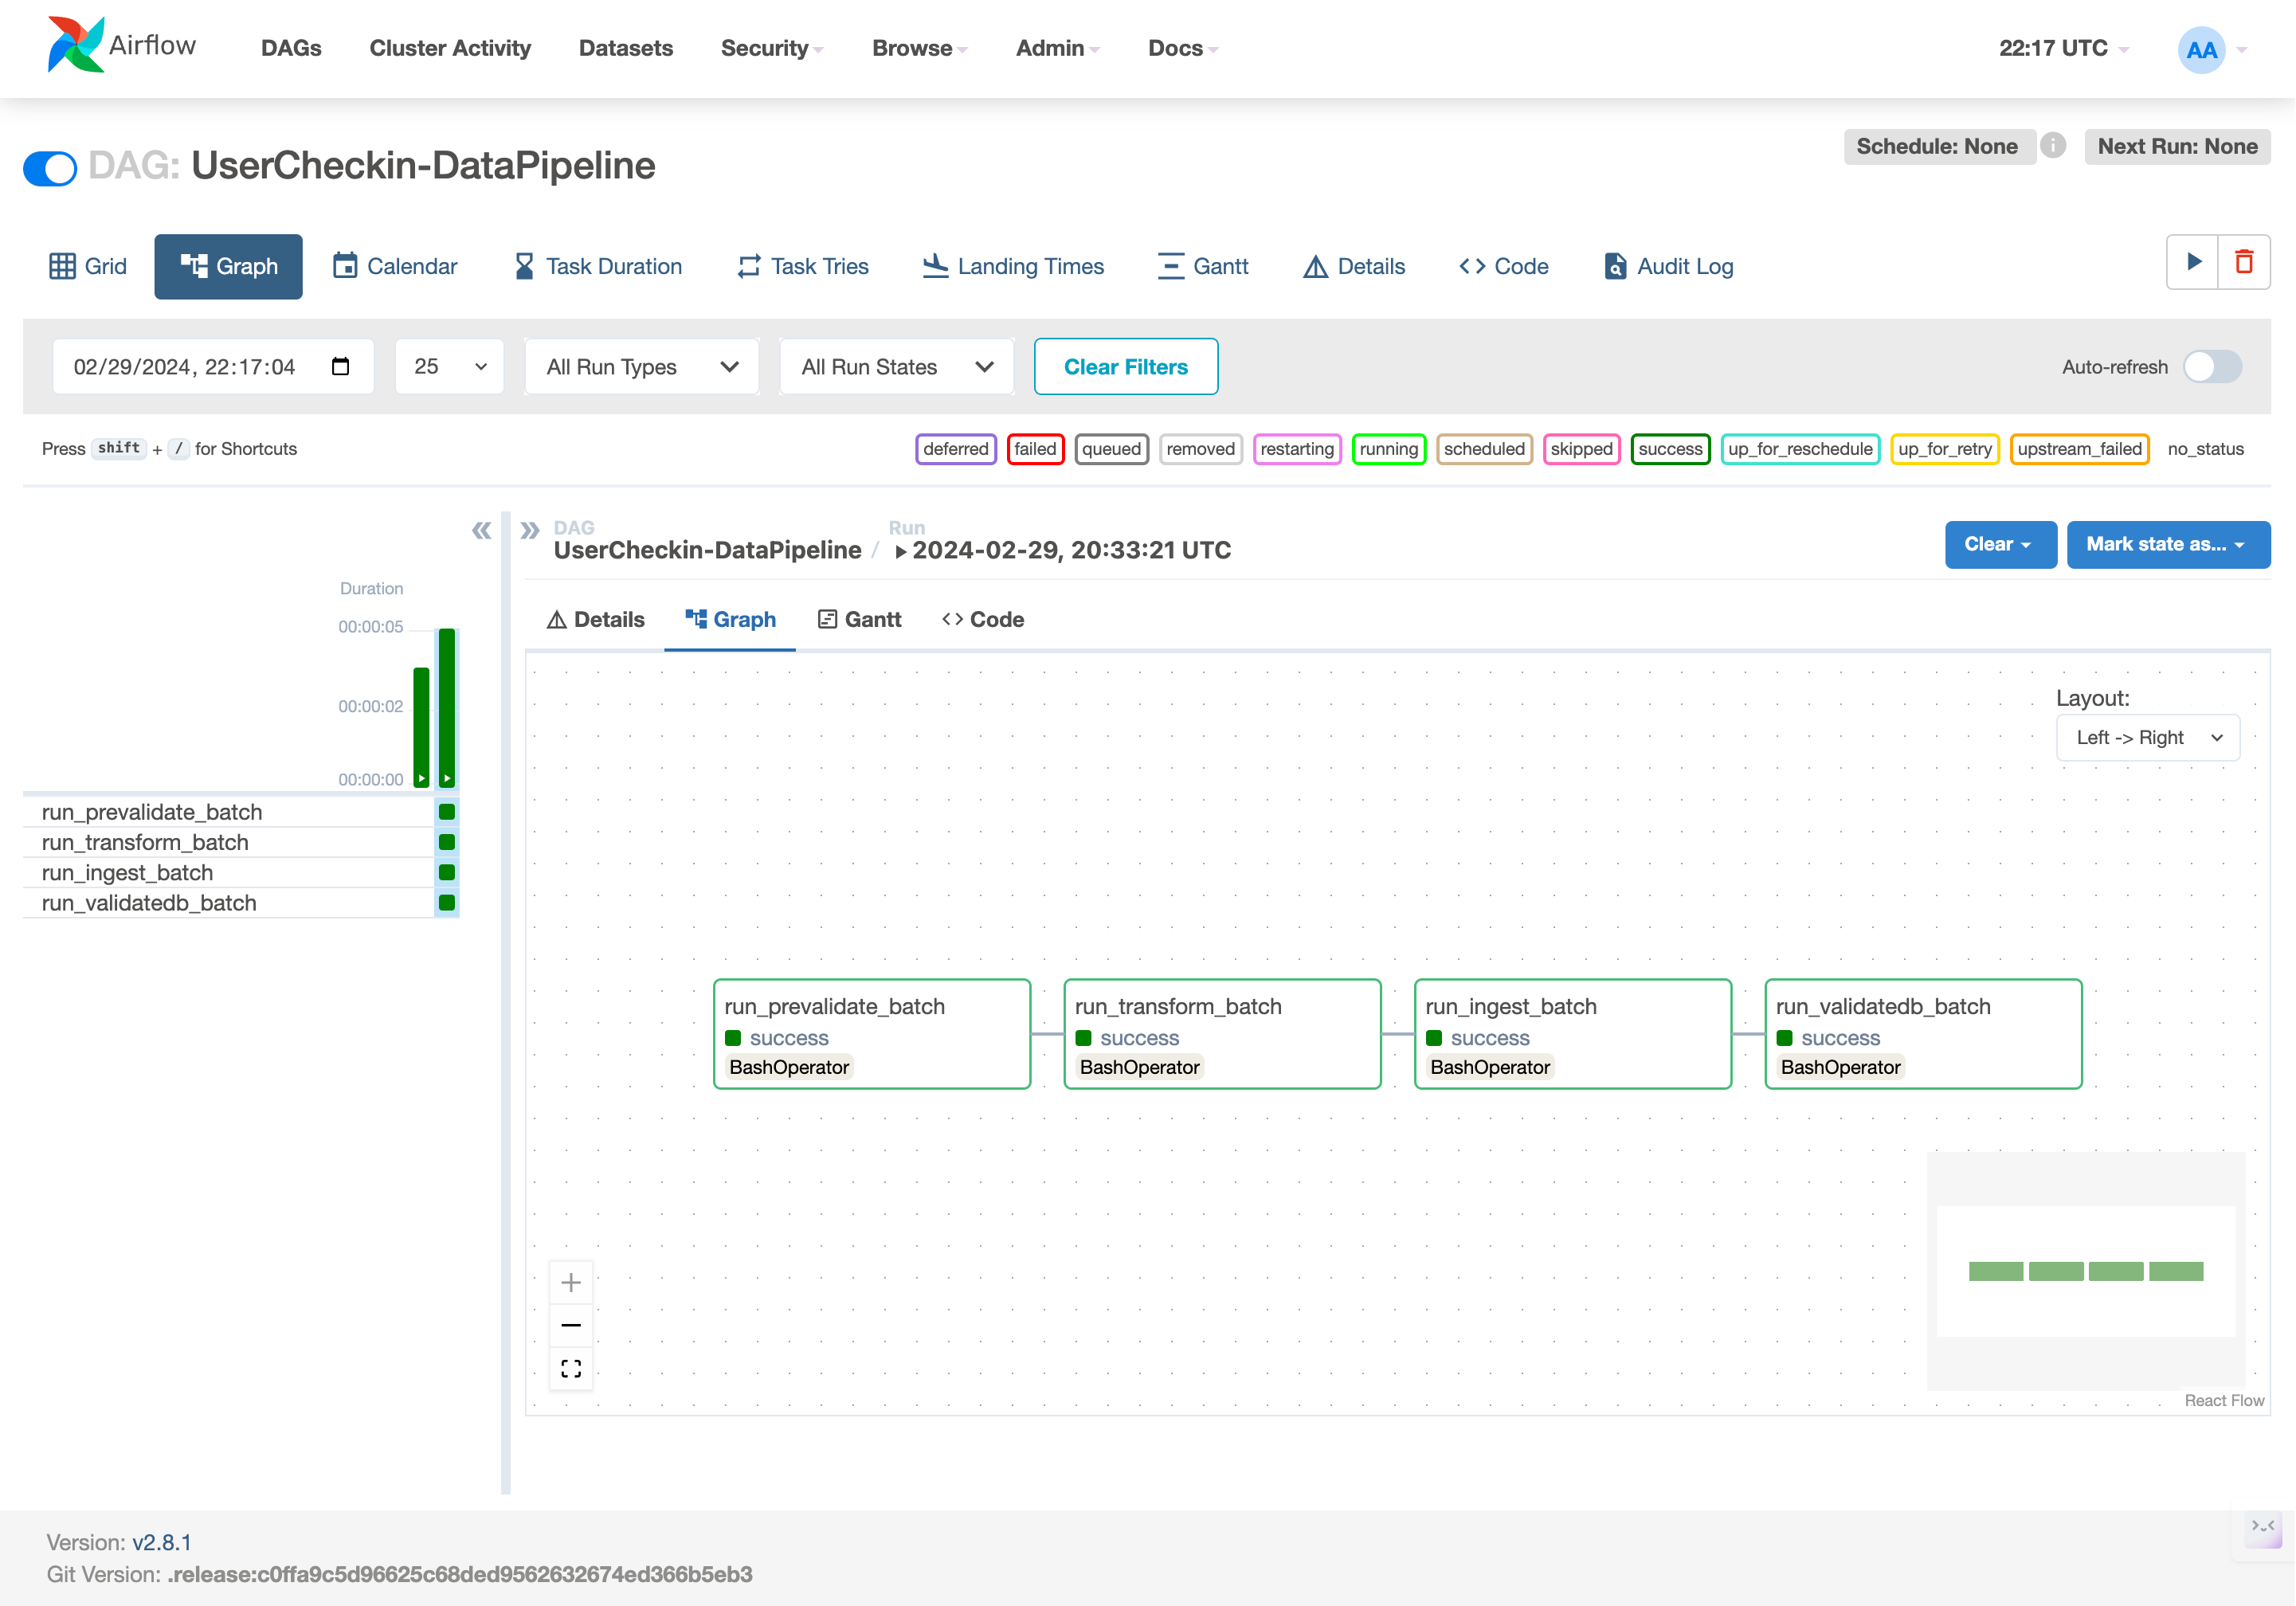 Airflow DAGs Cluster Activity Datasets Security Browse Admin Docs 22:17 UTC AA
DAG: UserCheckin-DataPipeline Schedule: None i Next Run: None
Grid Graph Calendar Task Duration Task Tries Landing Times Gantt Details Code Audit Log
02/29/2024, 22:17:04 25 All Run Types All Run States Clear Filters Auto-refresh
Press shift + / for Shortcuts deferred failed queued removed restarting running scheduled skipped success up_for_reschedule up_for_retry upstream_failed no_status
Duration
00:00:05
00:00:02
00:00:00
run_prevalidate_batch
run_transform_batch
run_ingest_batch
run_validatedb_batch
DAG Run
UserCheckin-DataPipeline / 2024-02-29, 20:33:21 UTC Clear Mark state as...
Details Graph Gantt Code
Layout:
Left -> Right
run_prevalidate_batch
success
BashOperator
run_transform_batch
success
BashOperator
run_ingest_batch
success
BashOperator
run_validatedb_batch
success
BashOperator
React Flow
Version: v2.8.1
Git Version: .release:c0ffa9c5d96625c68ded9562632674ed366b5eb3